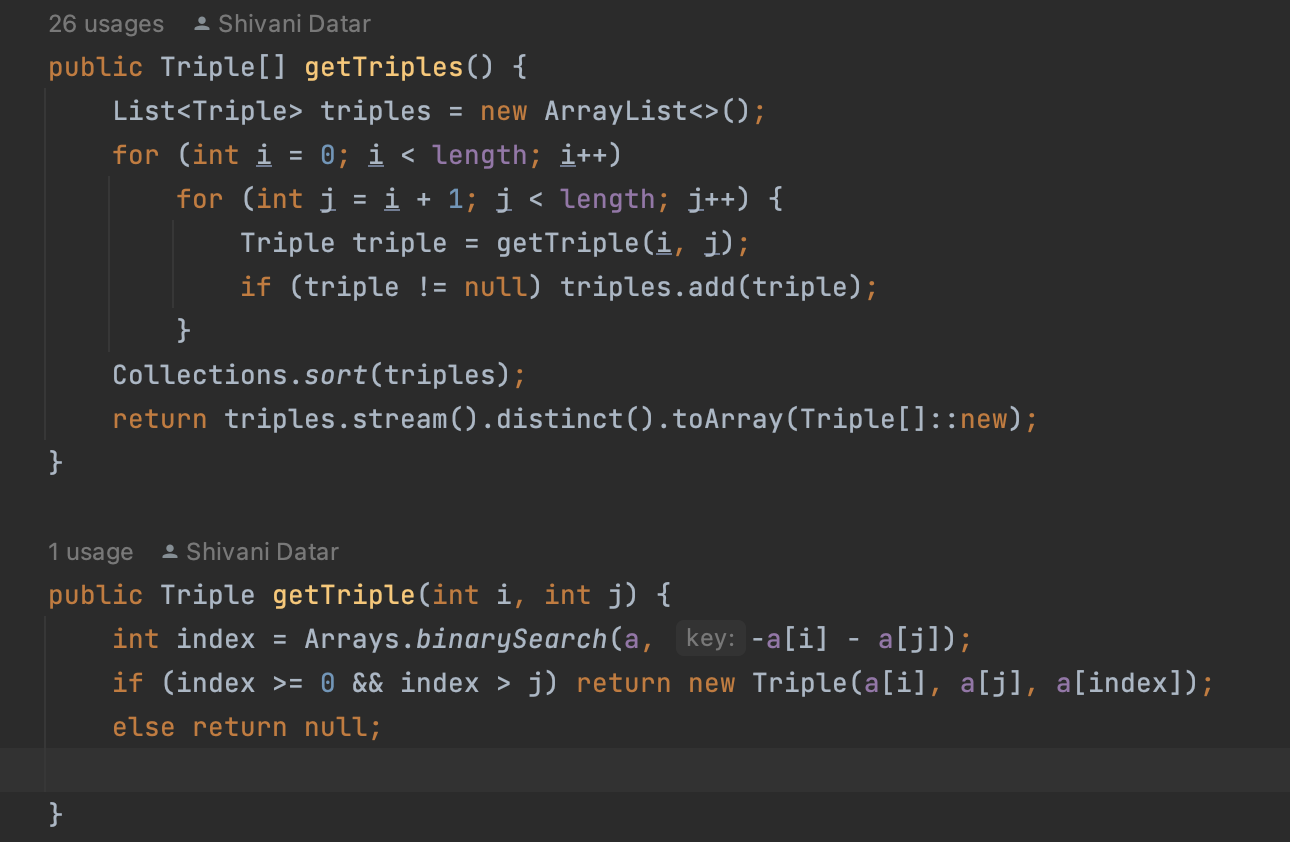 26 usages Shivani Datar
public Triple[] getTriples() {
List<Triple> triples = new ArrayList<>();
for (int i = 0; i < length; i++)
for (int j = i + 1; j < length; j++) {
Triple triple = getTriple(i, j);
if (triple != null) triples.add(triple);
}
Collections.sort(triples);
return triples.stream().distinct().toArray(Triple[]::new);
}
1 usage Shivani Datar
public Triple getTriple(int i, int j) {
int index = Arrays.binarySearch(a, key: -a[i] - a[j]);
if (index >= 0 && index > j) return new Triple(a[i], a[j], a[index]);
else return null;
}